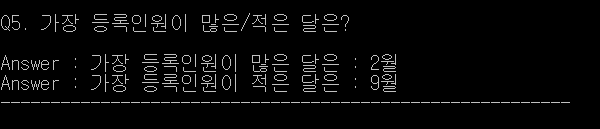 Q5. 가장 등록인원이 많은/적은 달은?
Answer : 가장 등록인원이 많은 달은 : 2월
Answer : 가장 등록인원이 적은 달은 : 9월
---------------------------------------------------------------